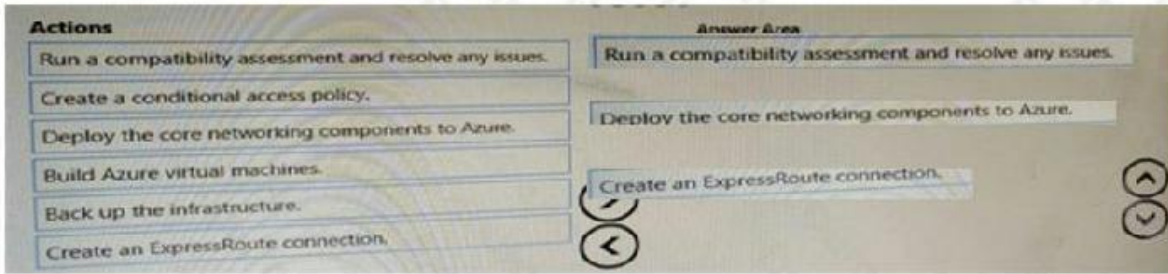 Actions
Run a compatibility assessment and resolve any issues.
Create a conditional access policy.
Deploy the core networking components to Azure.
Build Azure virtual machines.
Back up the infrastructure.
Create an ExpressRoute connection.
Answer Area
Run a compatibility assessment and resolve any issues.
Deploy the core networking components to Azure.
Create an ExpressRoute connection.